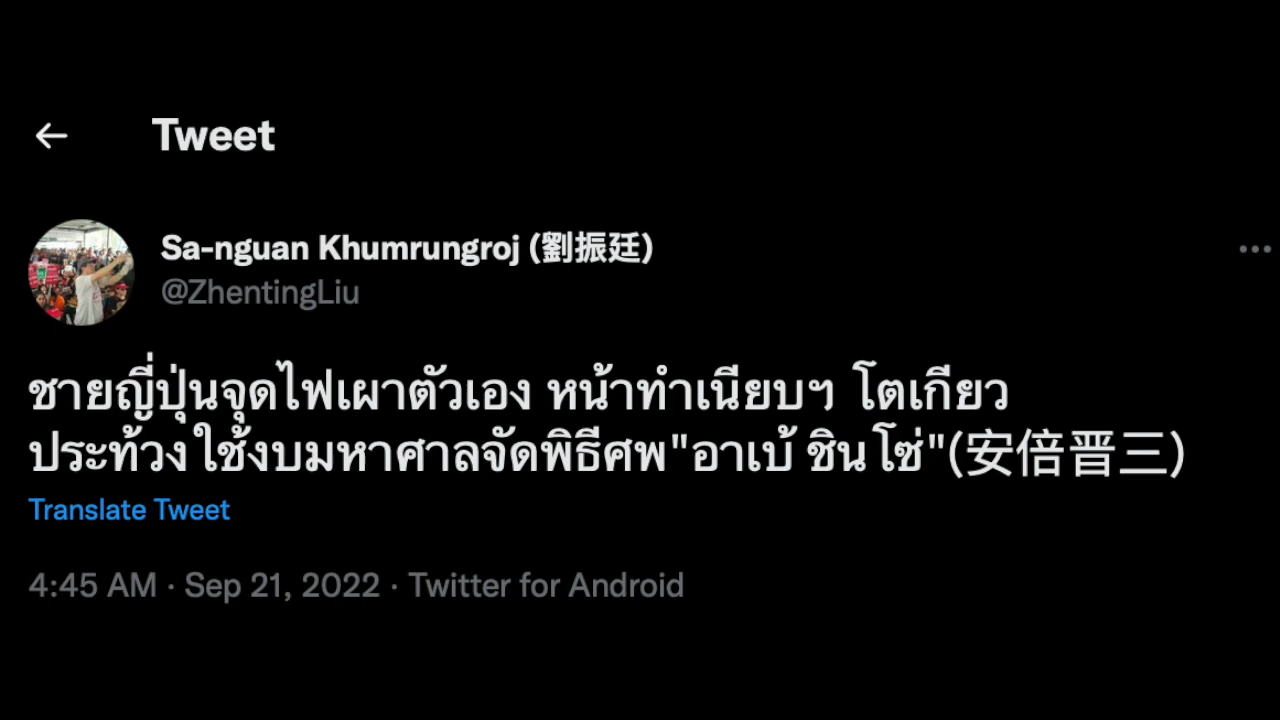 Tweet
Sa-nguan Khumrungroj (劉振廷)
@ZhentingLiu
ชายญี่ปุ่นจุดไฟเผาตัวเอง หน้าทำเนียบฯ โตเกียว
ประท้วงใช้งบมหาศาลจัดพิธีศพ"อาเบ้ ชินโซ่"(安倍晋三)
Translate Tweet
4:45 AM · Sep 21, 2022 · Twitter for Android